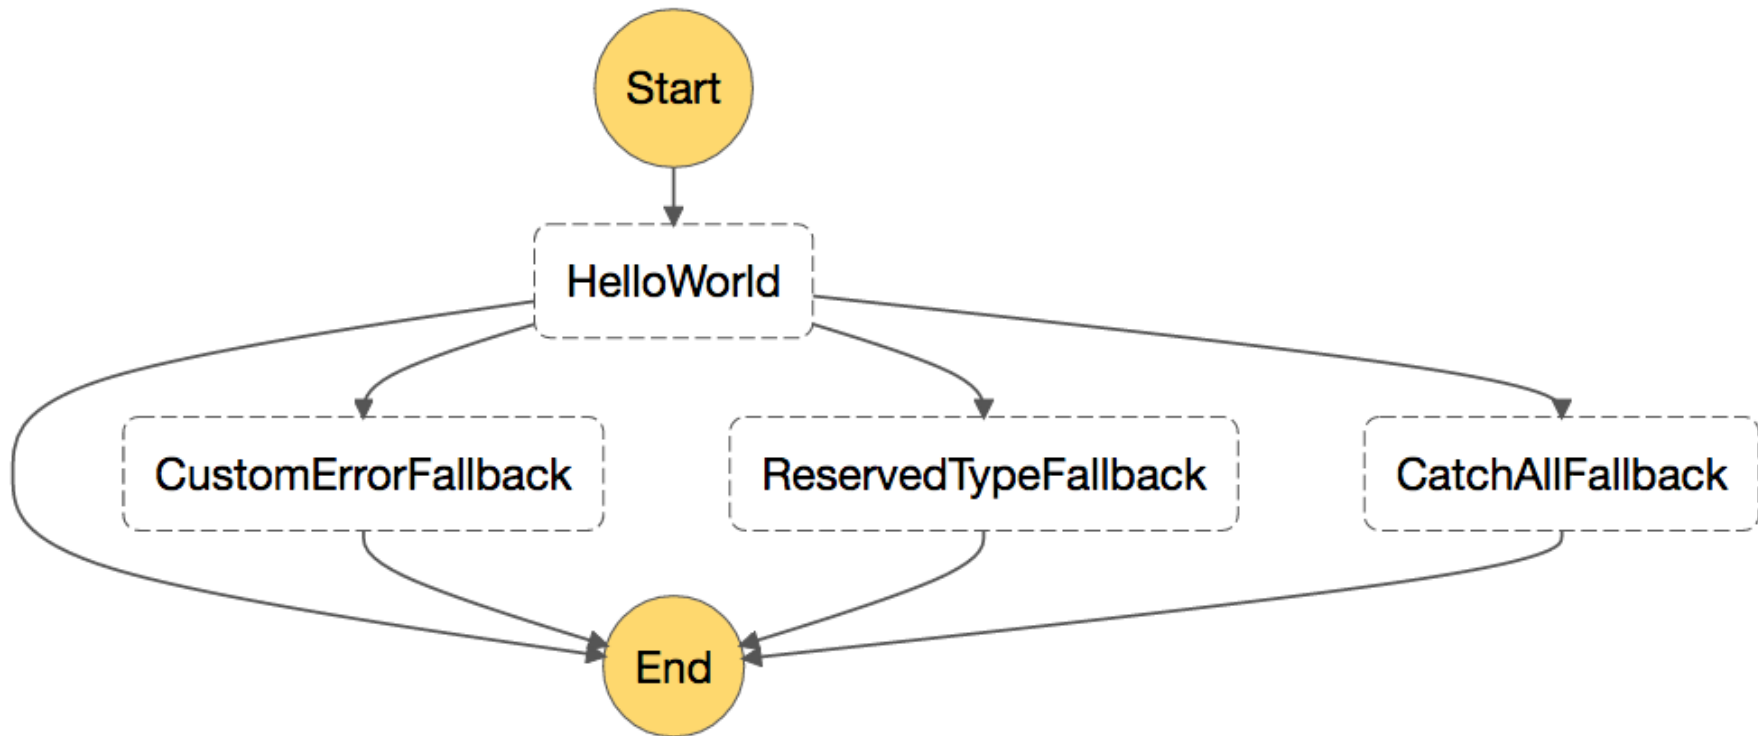 Start
HelloWorld
CustomErrorFallback
ReservedTypeFallback
CatchAllFallback
End